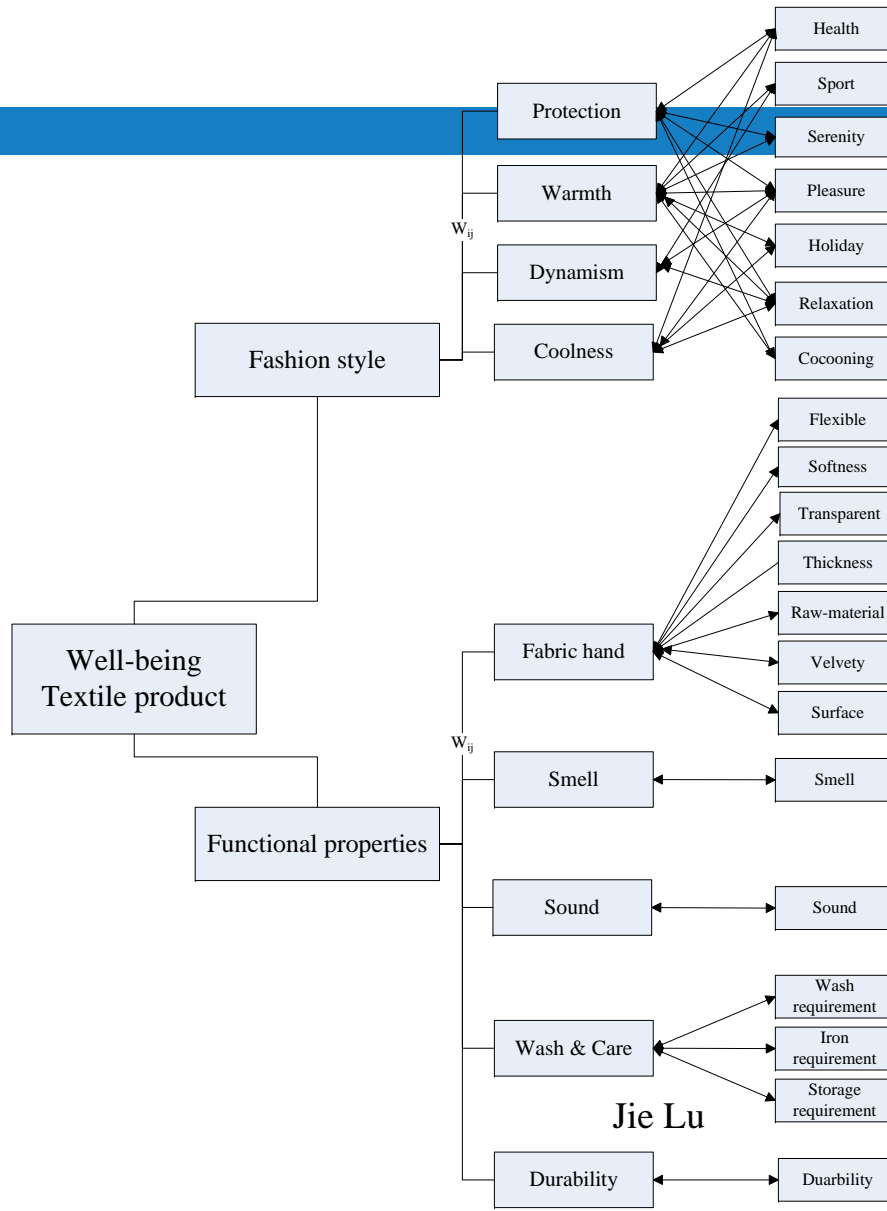 Health
Sport
Protection
Serenity
Warmth
Pleasure
Wij
Holiday
Dynamism
Relaxation
Fashion style
Coolness
Cocooning
Flexible
Softness
Transparent
Thickness
Raw-material
Well-being
Textile product
Fabric hand
Velvety
Surface
Wij
Smell
Smell
Functional properties
Sound
Sound
Wash
requirement
Wash & Care
Iron
requirement
Storage
requirement
Jie Lu
Durability
Duarbility